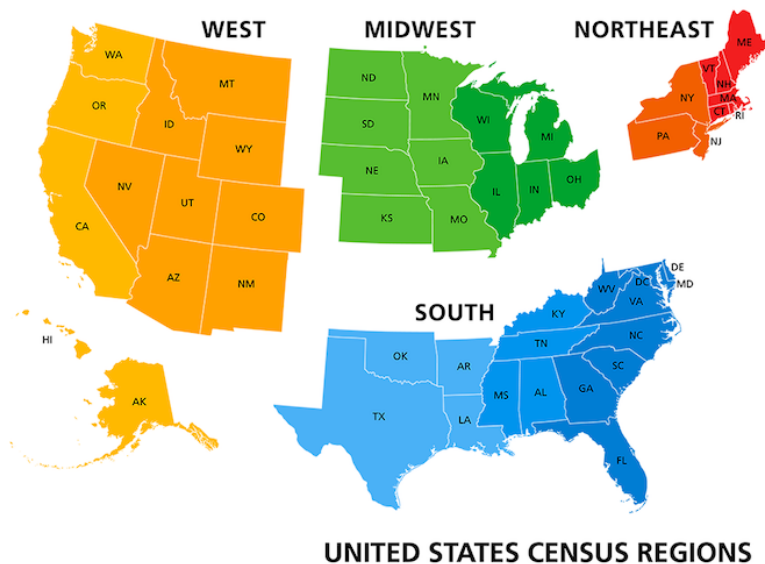 WEST
WA
MT
OR
ID
WY
NV
UT
CO
CA
AZ
NM
HI
AK
MIDWEST
ND
MN
SD
WI
MI
NE
IA
IL
IN
OH
KS
MO
NORTHEAST
ME
VT
NH
NY
MA
CT
RI
PA
NJ
SOUTH
DE
WV
DC
MD
VA
KY
NC
TN
OK
AR
SC
MS
AL
GA
TX
LA
FL
UNITED STATES CENSUS REGIONS